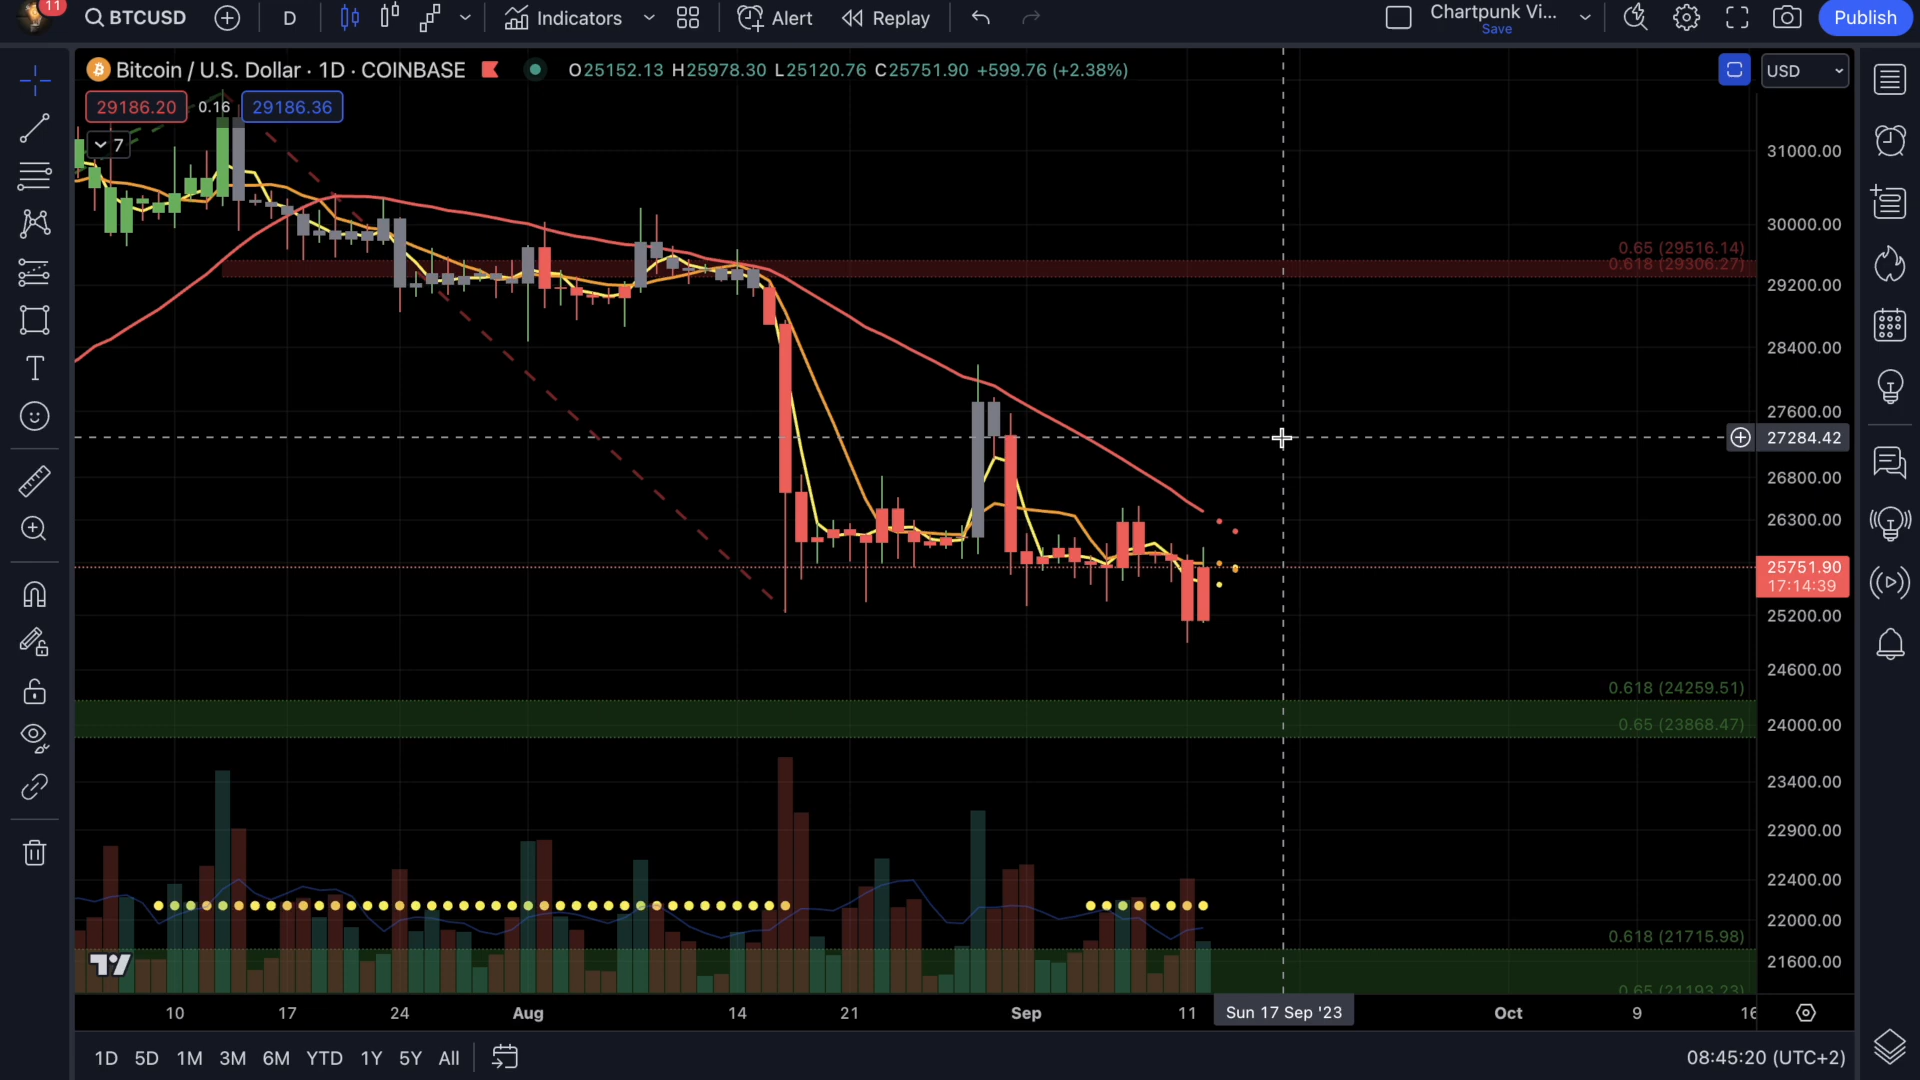 11
BTCUSD
D
Indicators
Alert
Replay
Chartpunk Vi...
Save
Publish
Bitcoin / U.S. Dollar · 1D · COINBASE
O25152.13 H25978.30 L25120.76 C25751.90 +599.76 (+2.38%)
USD
29186.20
0.16
29186.36
7
31000.00
30000.00
0.65 (29516.14)
0.618 (29306.27)
29200.00
28400.00
27600.00
27284.42
26800.00
26300.00
25751.90
17:14:39
25200.00
24600.00
0.618 (24259.51)
0.65 (23868.47)
24000.00
23400.00
22900.00
22400.00
22000.00
0.618 (21715.98)
21600.00
0.65 (21193.23)
10
17
24
Aug
14
21
Sep
11
Sun 17 Sep '23
Oct
9
16
1D
5D
1M
3M
6M
YTD
1Y
5Y
All
08:45:20 (UTC+2)